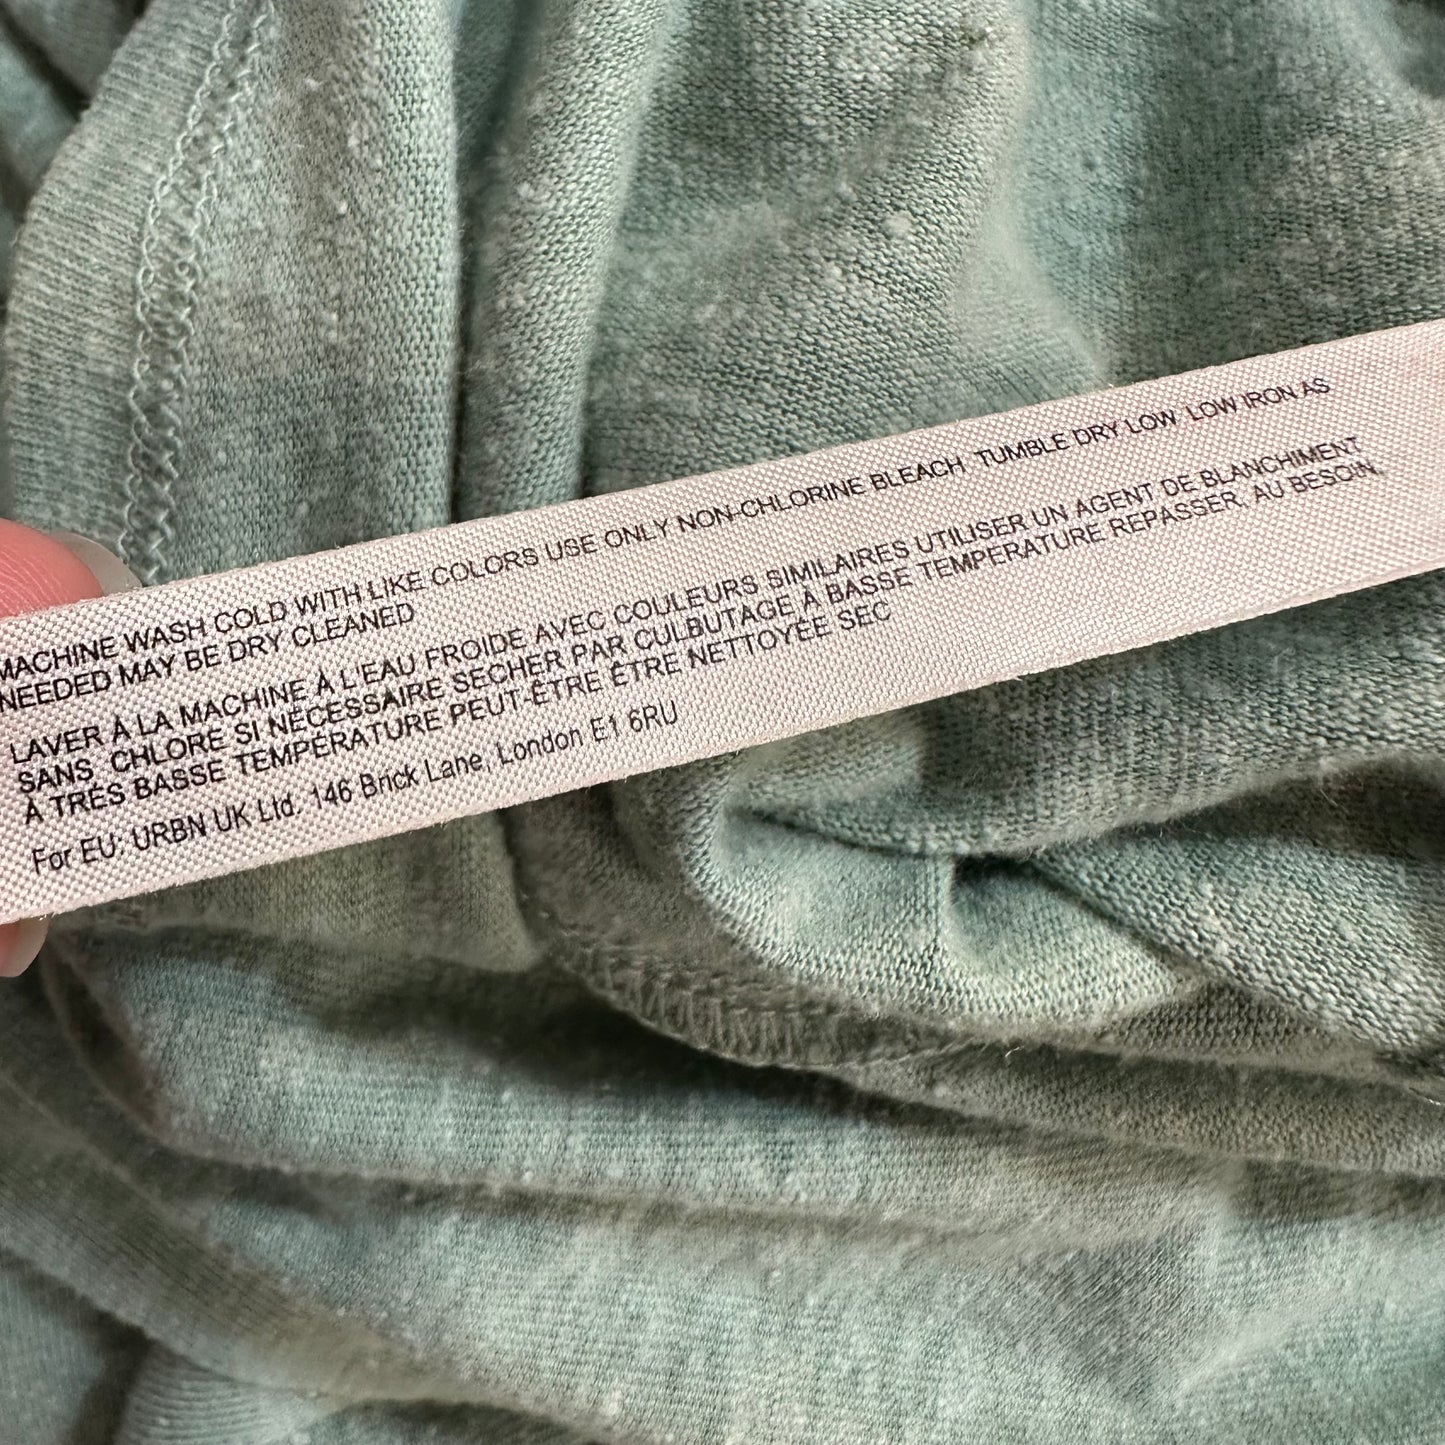 MACHINE WASH COLD WITH LIKE COLORS USE ONLY NON-CHLORINE BLEACH TUMBLE DRY LOW LOW IRON AS
NEEDED MAY BE DRY CLEANED
LAVER À LA MACHINE À L'EAU FROIDE AVEC COULEURS SIMILAIRES UTILISER UN AGENT DE BLANCHIMENT
SANS CHLORE SI NÉCESSAIRE SÉCHER PAR CULBUTAGE À BASSE TEMPÉRATURE REPASSER, AU BESOIN,
À TRÈS BASSE TEMPÉRATURE PEUT-ÊTRE ÊTRE NETTOYÉE SEC
For EU: URBN UK Ltd. 146 Brick Lane, London E1 6RU